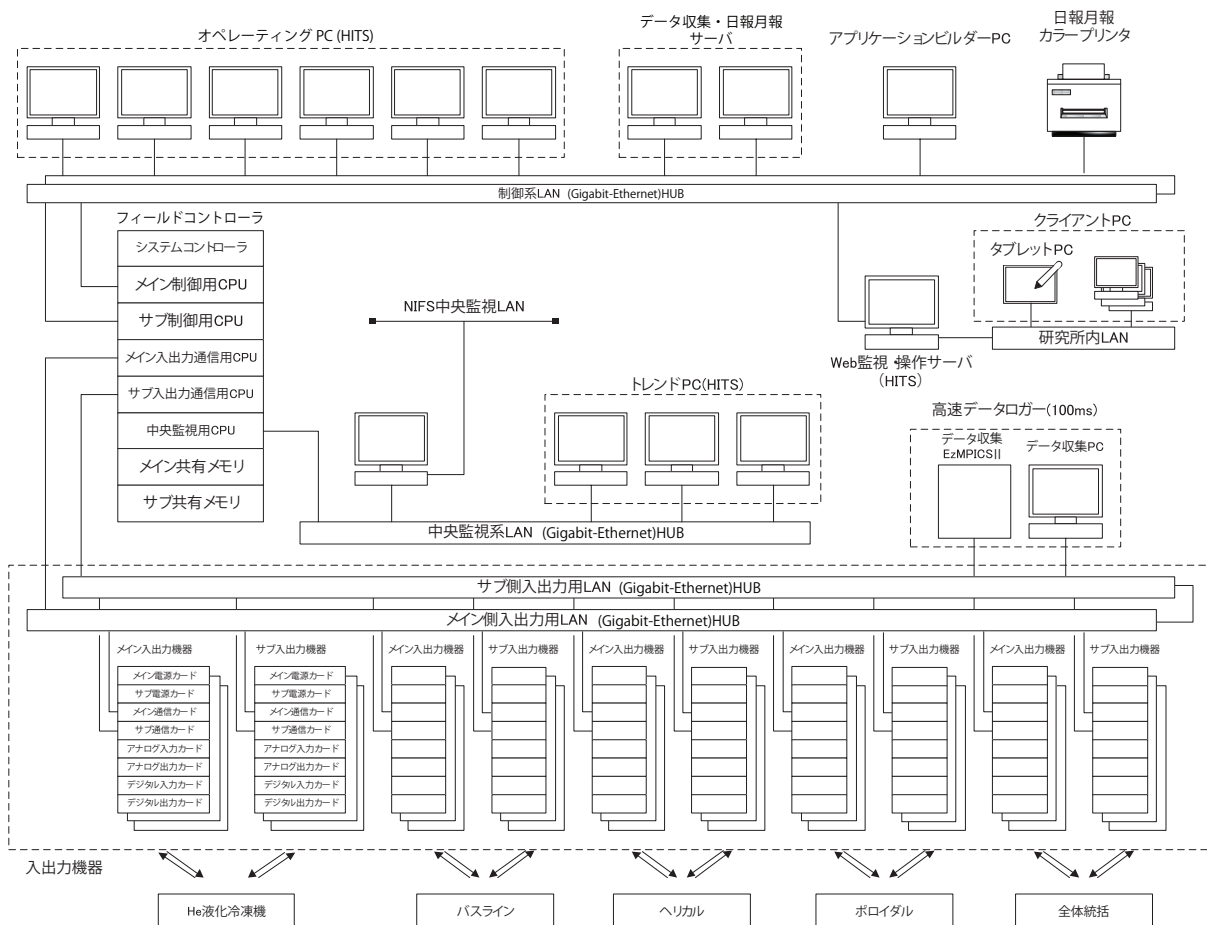 オペレーティング PC (HITS)
データ収集・日報月報
サーバ
アプリケーションビルダーPC
日報月報
カラープリンタ
制御系LAN (Gigabit-Ethernet)HUB
フィールドコントローラ
システムコントローラ
メイン制御用CPU
サブ制御用CPU
メイン入出力通信用CPU
サブ入出力通信用CPU
中央監視用CPU
メイン共有メモリ
サブ共有メモリ
NIFS中央監視LAN
クライアントPC
タブレットPC
研究所内LAN
Web監視・操作サーバ
(HITS)
トレンドPC(HITS)
高速データロガー(100ms)
データ収集
EzMPICSII
データ収集PC
中央監視系LAN (Gigabit-Ethernet)HUB
サブ側入出力用LAN (Gigabit-Ethernet)HUB
メイン側入出力用LAN (Gigabit-Ethernet)HUB
メイン入出力機器
サブ入出力機器
メイン入出力機器
サブ入出力機器
メイン入出力機器
サブ入出力機器
メイン入出力機器
サブ入出力機器
メイン入出力機器
サブ入出力機器
メイン電源カード
サブ電源カード
メイン通信カード
サブ通信カード
アナログ入力カード
アナログ出力カード
デジタル入力カード
デジタル出力カード
メイン電源カード
サブ電源カード
メイン通信カード
サブ通信カード
アナログ入力カード
アナログ出力カード
デジタル入力カード
デジタル出力カード
入出力機器
He液化冷凍機
バスライン
ヘリカル
ポロイダル
全体統括